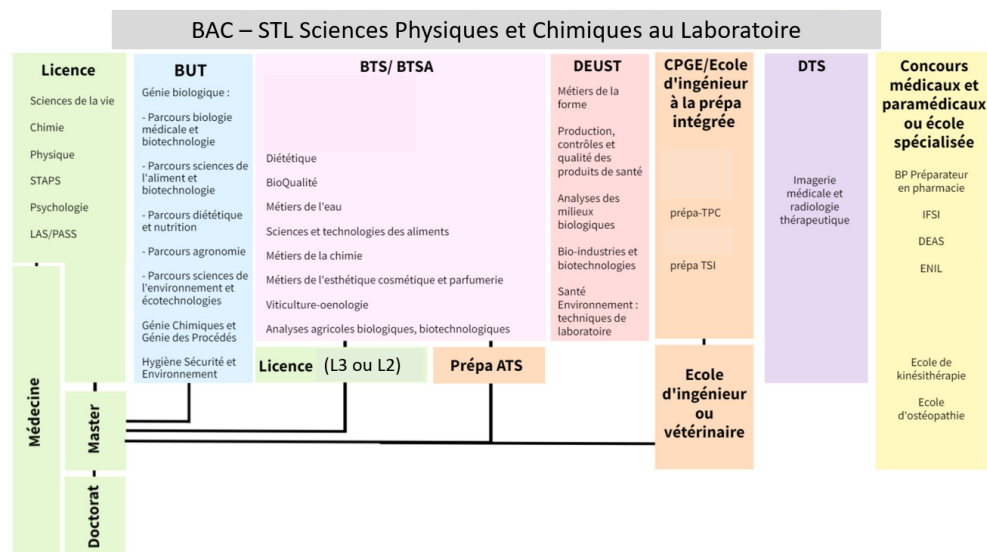 BAC – STL Sciences Physiques et Chimiques au Laboratoire
Licence
Sciences de la vie
Chimie
Physique
STAPS
Psychologie
LAS/PASS
Médecine
Master
Doctorat
BUT
Génie biologique :
- Parcours biologie
médicale et
biotechnologie
- Parcours sciences de
l'aliment et
biotechnologie
- Parcours diététique
et nutrition
- Parcours agronomie
- Parcours sciences de
l'environnement et
écotechnologies
Génie Chimiques et
Génie des Procédés
Hygiène Sécurité et
Environnement
BTS/ BTSA
Diététique
BioQualité
Métiers de l'eau
Sciences et technologies des aliments
Métiers de la chimie
Métiers de l'esthétique cosmétique et parfumerie
Viticulture-oenologie
Analyses agricoles biologiques, biotechnologiques
Licence (L3 ou L2)
Prépa ATS
DEUST
Métiers de la
forme
Production,
contrôles et
qualité des
produits de santé
Analyses des
milieux
biologiques
Bio-industries et
biotechnologies
Santé
Environnement :
techniques de
laboratoire
CPGE/Ecole
d'ingénieur
à la prépa
intégrée
prépa-TPC
prépa TSI
Ecole
d'ingénieur
ou
vétérinaire
DTS
Imagerie
médicale et
radiologie
thérapeutique
Concours
médicaux et
paramédicaux
ou école
spécialisée
BP Préparateur
en pharmacie
IFSI
DEAS
ENIL
Ecole de
kinésithérapie
Ecole
d'ostéopathie